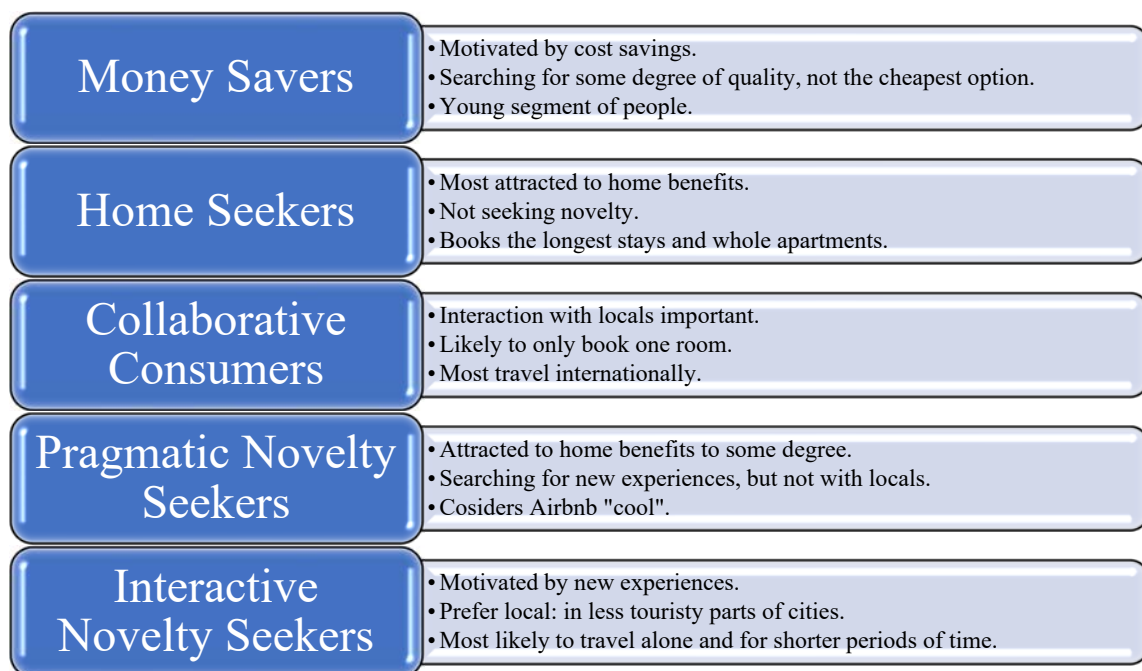 Money Savers
• Motivated by cost savings.
• Searching for some degree of quality, not the cheapest option.
• Young segment of people.
Home Seekers
• Most attracted to home benefits.
• Not seeking novelty.
• Books the longest stays and whole apartments.
Collaborative
Consumers
• Interaction with locals important.
• Likely to only book one room.
• Most travel internationally.
Pragmatic Novelty
Seekers
• Attracted to home benefits to some degree.
• Searching for new experiences, but not with locals.
• Cosiders Airbnb "cool".
Interactive
Novelty Seekers
• Motivated by new experiences.
• Prefer local: in less touristy parts of cities.
• Most likely to travel alone and for shorter periods of time.